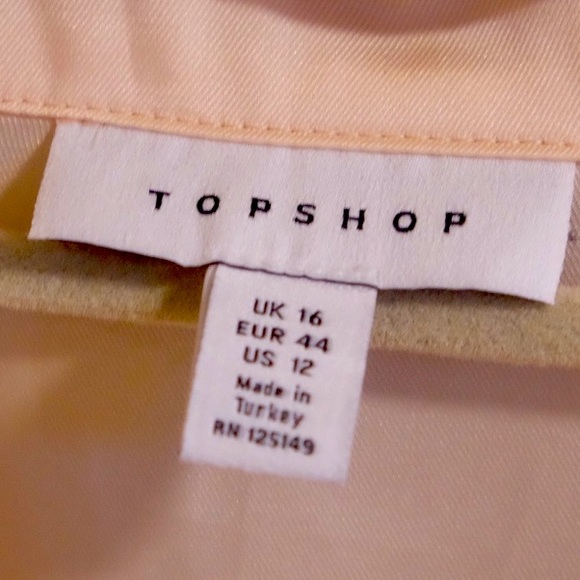 TOPSHOP
UK 16
EUR 44
US 12
Made in
Turkey
RN 125149